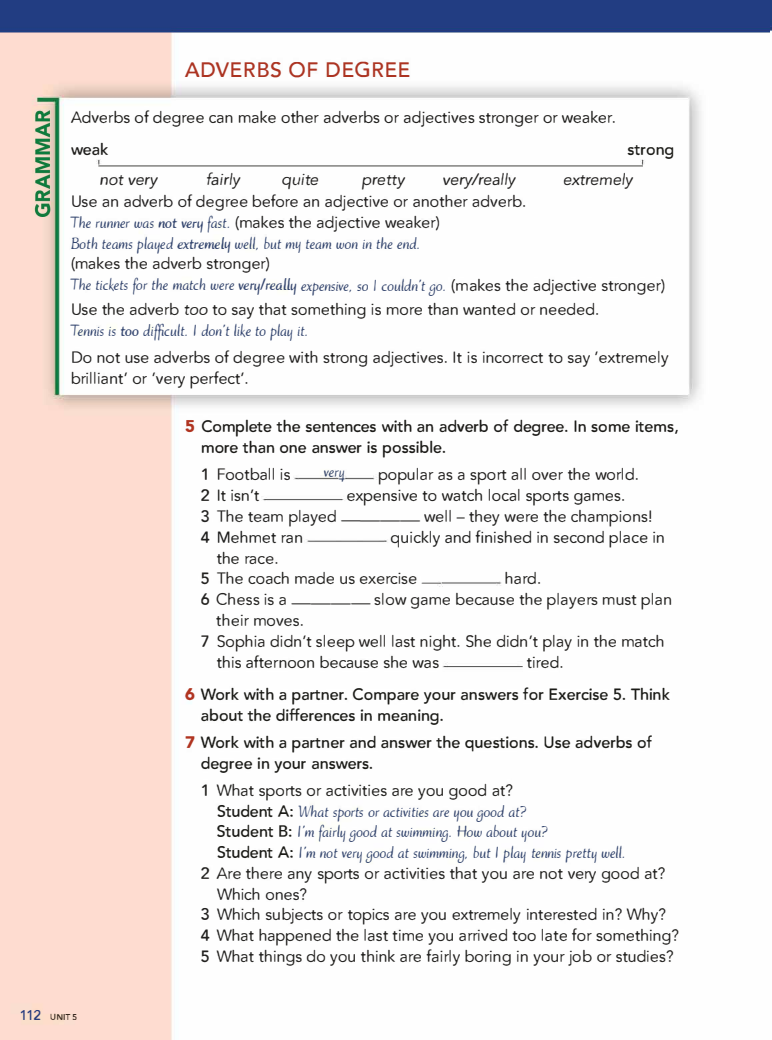 ADVERBS OF DEGREE
GRAMMAR
Adverbs of degree can make other adverbs or adjectives stronger or weaker.
weak strong
not very fairly quite pretty very/really extremely
Use an adverb of degree before an adjective or another adverb.
The runner was not very fast. (makes the adjective weaker)
Both teams played extremely well, but my team won in the end.
(makes the adverb stronger)
The tickets for the match were very/really expensive, so I couldn't go. (makes the adjective stronger)
Use the adverb too to say that something is more than wanted or needed.
Tennis is too difficult. I don't like to play it.
Do not use adverbs of degree with strong adjectives. It is incorrect to say 'extremely
brilliant' or 'very perfect'.
5 Complete the sentences with an adverb of degree. In some items,
more than one answer is possible.
1 Football is ___very___ popular as a sport all over the world.
2 It isn't __________ expensive to watch local sports games.
3 The team played __________ well – they were the champions!
4 Mehmet ran __________ quickly and finished in second place in
the race.
5 The coach made us exercise __________ hard.
6 Chess is a __________ slow game because the players must plan
their moves.
7 Sophia didn't sleep well last night. She didn't play in the match
this afternoon because she was __________ tired.
6 Work with a partner. Compare your answers for Exercise 5. Think
about the differences in meaning.
7 Work with a partner and answer the questions. Use adverbs of
degree in your answers.
1 What sports or activities are you good at?
Student A: What sports or activities are you good at?
Student B: I'm fairly good at swimming. How about you?
Student A: I'm not very good at swimming, but I play tennis pretty well.
2 Are there any sports or activities that you are not very good at?
Which ones?
3 Which subjects or topics are you extremely interested in? Why?
4 What happened the last time you arrived too late for something?
5 What things do you think are fairly boring in your job or studies?
112 UNIT 5